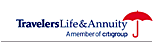 TravelersLife&Annuity
A member of citigroup